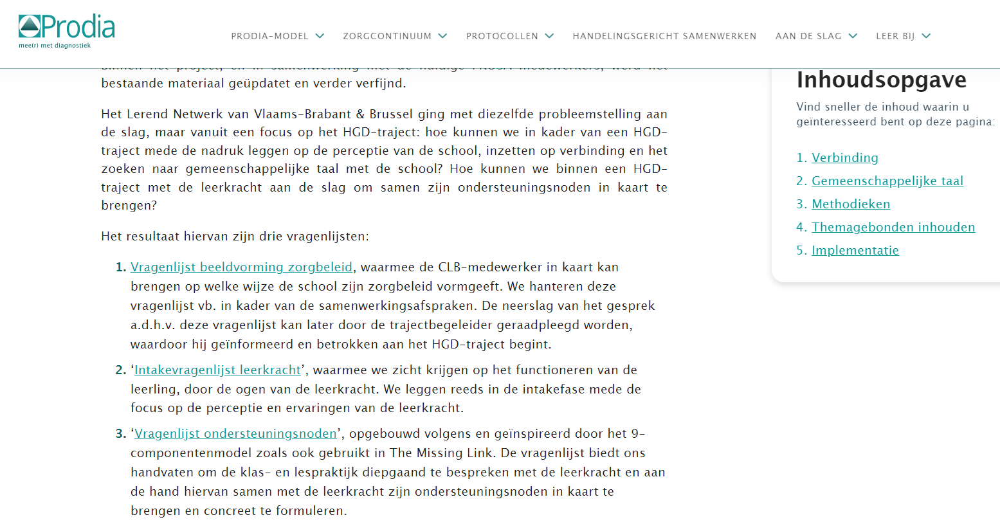 Prodia
mee(r) met diagnostiek
PRODIA-MODEL
ZORGCONTINUUM
PROTOCOLLEN
HANDELINGSGERICHT SAMENWERKEN
AAN DE SLAG
LEER BIJ
bestaande materiaal geüpdatet en verder verfijnd.
Het Lerend Netwerk van Vlaams-Brabant & Brussel ging met diezelfde probleemstelling aan
de slag, maar vanuit een focus op het HGD-traject: hoe kunnen we in kader van een HGD-
traject mede de nadruk leggen op de perceptie van de school, inzetten op verbinding en het
zoeken naar gemeenschappelijke taal met de school? Hoe kunnen we binnen een HGD-
traject met de leerkracht aan de slag om samen zijn ondersteuningsnoden in kaart te
brengen?
Het resultaat hiervan zijn drie vragenlijsten:
1. Vragenlijst beeldvorming zorgbeleid, waarmee de CLB-medewerker in kaart kan
brengen op welke wijze de school zijn zorgbeleid vormgeeft. We hanteren deze
vragenlijst vb. in kader van de samenwerkingsafspraken. De neerslag van het gesprek
a.d.h.v. deze vragenlijst kan later door de trajectbegeleider geraadpleegd worden,
waardoor hij geïnformeerd en betrokken aan het HGD-traject begint.
2. ‘Intakevragenlijst leerkracht’, waarmee we zicht krijgen op het functioneren van de
leerling, door de ogen van de leerkracht. We leggen reeds in de intakefase mede de
focus op de perceptie en ervaringen van de leerkracht.
3. ‘Vragenlijst ondersteuningsnoden’, opgebouwd volgens en geïnspireerd door het 9-
componentenmodel zoals ook gebruikt in The Missing Link. De vragenlijst biedt ons
handvaten om de klas- en lespraktijk diepgaand te bespreken met de leerkracht en aan
de hand hiervan samen met de leerkracht zijn ondersteuningsnoden in kaart te
brengen en concreet te formuleren.
Inhoudsopgave
Vind sneller de inhoud waarin u
geïnteresseerd bent op deze pagina:
1. Verbinding
2. Gemeenschappelijke taal
3. Methodieken
4. Themagebonden inhouden
5. Implementatie